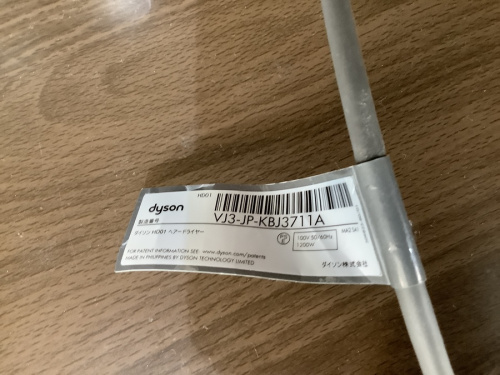 HD01
dyson
製造番号
VJ3-JP-KBJ3711A
ダイソン HD01 ヘアードライヤー
100V 50/60Hz
1200W
FOR PATENT INFORMATION SEE: www.dyson.com/patents
MADE IN PHILIPPINES BY DYSON TECHNOLOGY LIMITED
ダイソン株式会社